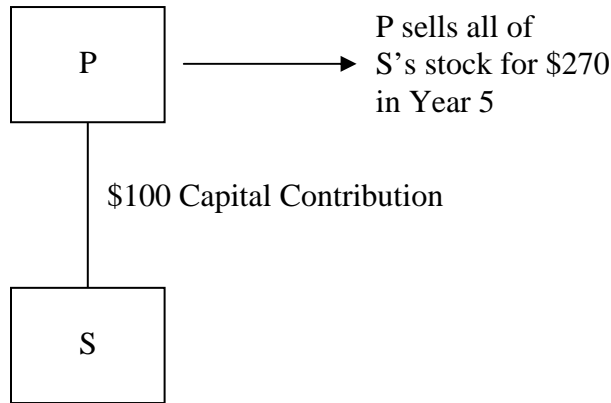 P
P sells all of
S’s stock for $270
in Year 5
$100 Capital Contribution
S